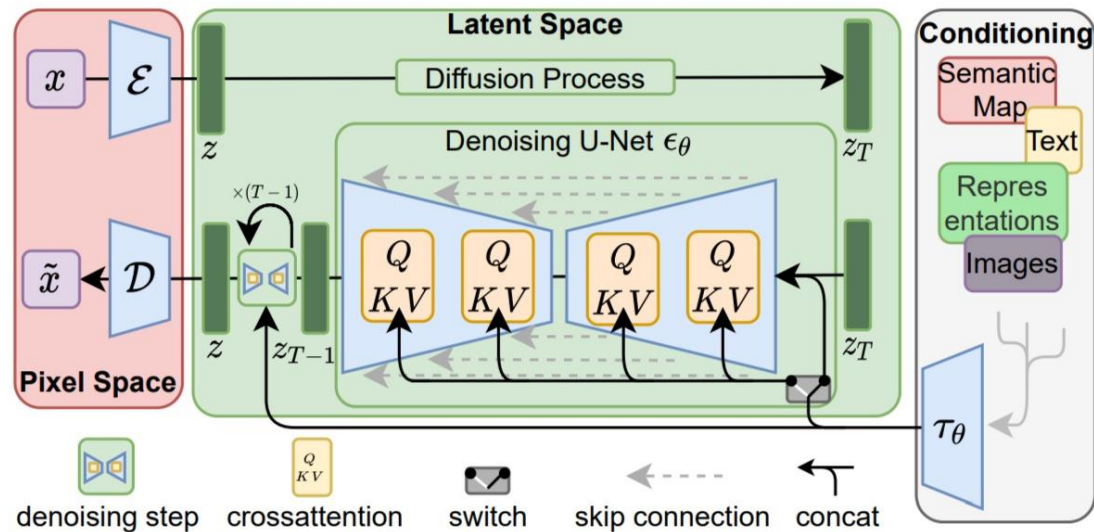 Latent Space
Conditioning
x
ℰ
z
Diffusion Process
z_T
Semantic
Map
Text
Repres
entations
Images
Denoising U-Net ϵ_θ
×(T−1)
x̃
𝒟
z
z_{T−1}
Q
KV
Q
KV
Q
KV
Q
KV
z_T
Pixel Space
τ_θ
Q
KV
denoising step
crossattention
switch
skip connection
concat